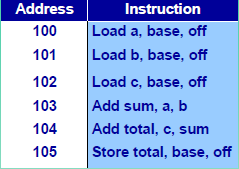 Address Instruction
100 Load a, base, off
101 Load b, base, off
102 Load c, base, off
103 Add sum, a, b
104 Add total, c, sum
105 Store total, base, off